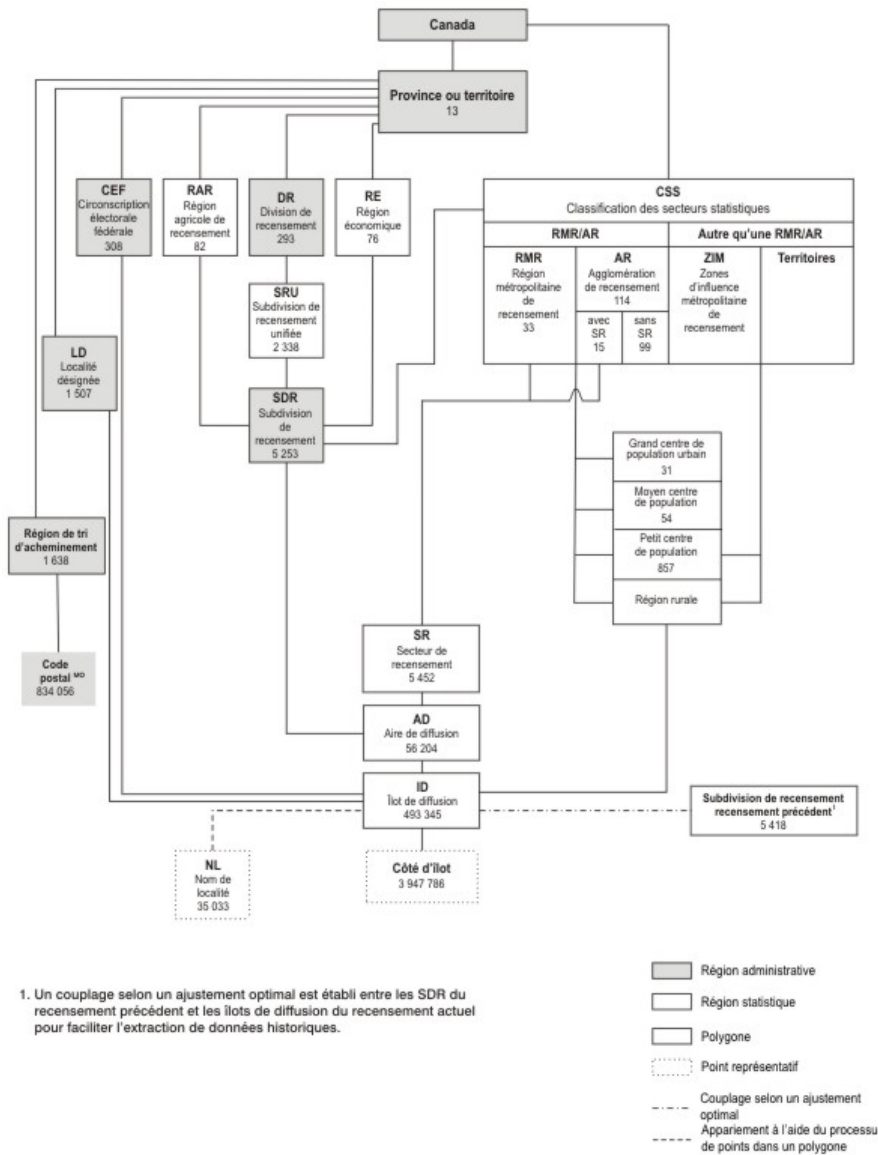 Canada
Province ou territoire
13
CEF
Circonscription
électorale
fédérale
308
RAR
Région
agricole de
recensement
82
DR
Division de
recensement
293
RE
Région
économique
76
CSS
Classification des secteurs statistiques
RMR/AR
Autre qu'une RMR/AR
RMR
Région
métropolitaine
de
recensement
33
AR
Agglomération
de recensement
114
avec
SR
15
sans
SR
99
ZIM
Zones
d'influence
métropolitaine
de
recensement
Territoires
SRU
Subdivision de
recensement
unifiée
2 338
LD
Localité
désignée
1 507
SDR
Subdivision
de
recensement
5 253
Grand centre de
population urbain
31
Moyen centre
de population
54
Petit centre
de population
857
Région rurale
Région de tri
d'acheminement
1 638
Code
postal MO
834 056
SR
Secteur de
recensement
5 452
AD
Aire de diffusion
56 204
ID
Îlot de diffusion
493 345
Subdivision de recensement
recensement précédent1
5 418
NL
Nom de
localité
35 033
Côté d'îlot
3 947 786
1. Un couplage selon un ajustement optimal est établi entre les SDR du
recensement précédent et les îlots de diffusion du recensement actuel
pour faciliter l'extraction de données historiques.
Région administrative
Région statistique
Polygone
Point représentatif
Couplage selon un ajustement
optimal
Appariement à l'aide du processu
de points dans un polygone